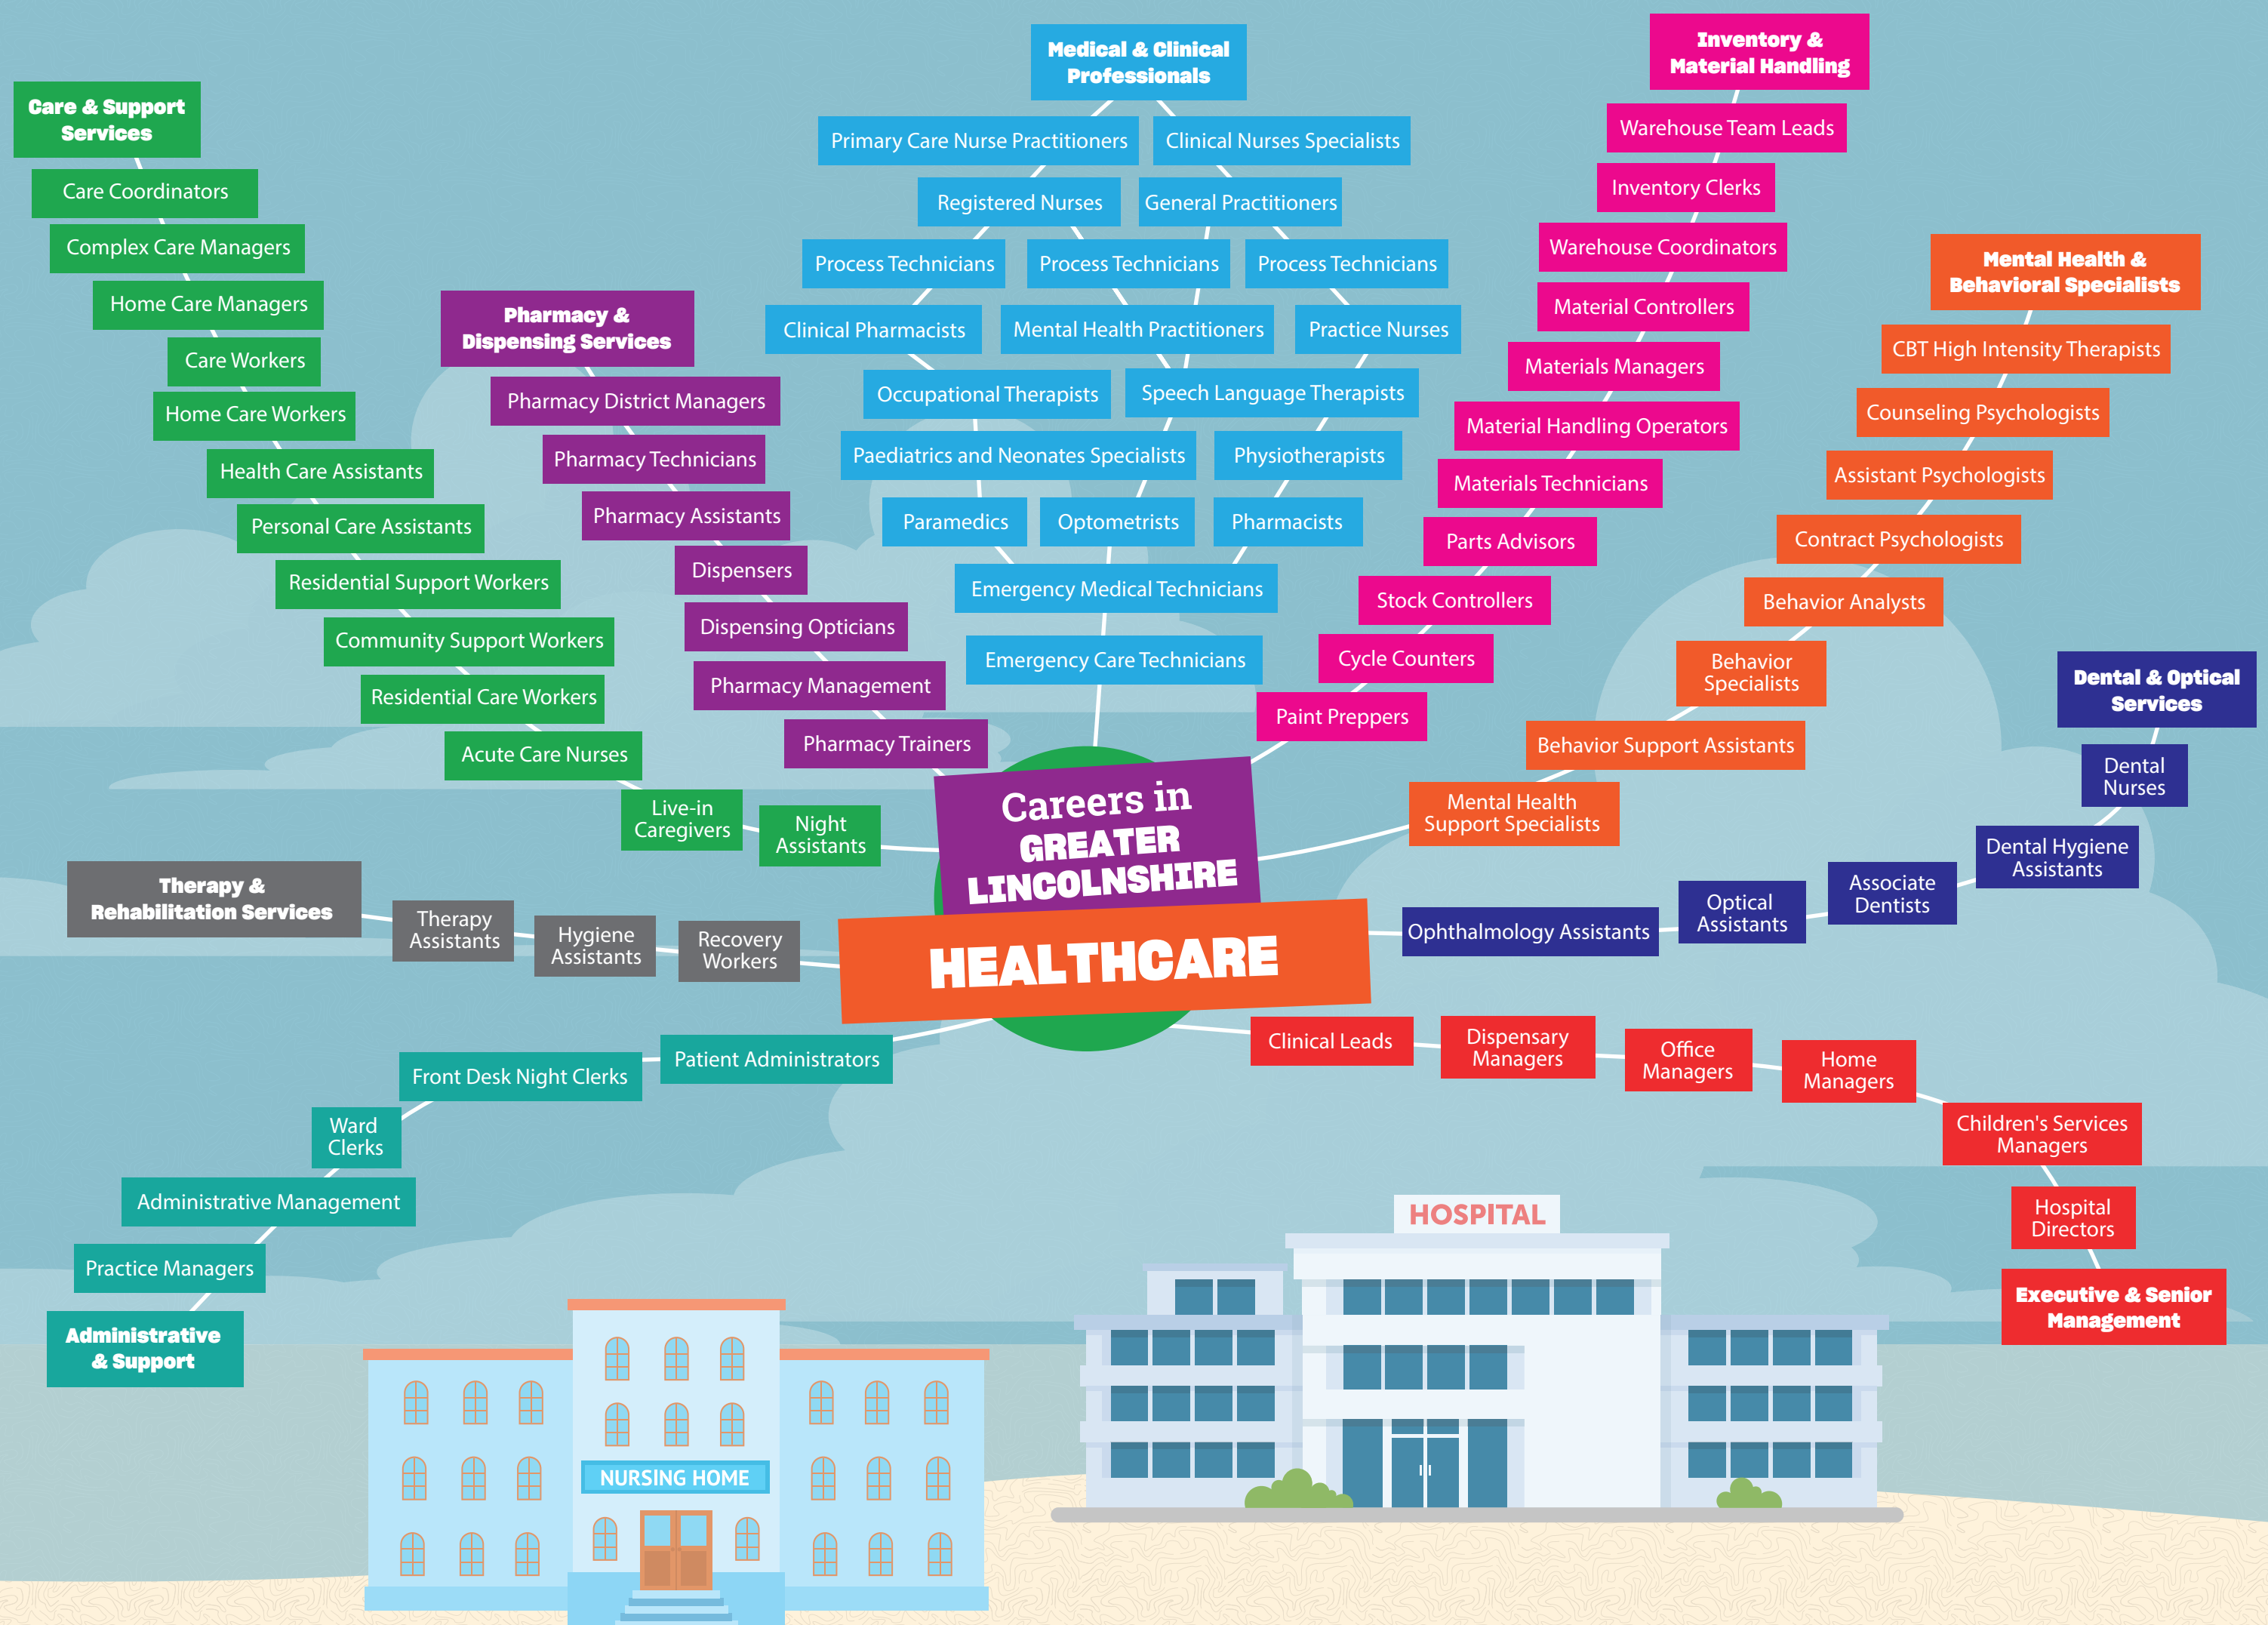 Care & Support
Services
Care Coordinators
Complex Care Managers
Home Care Managers
Care Workers
Home Care Workers
Health Care Assistants
Personal Care Assistants
Residential Support Workers
Community Support Workers
Residential Care Workers
Acute Care Nurses
Live-in
Caregivers
Night
Assistants
Pharmacy &
Dispensing Services
Pharmacy District Managers
Pharmacy Technicians
Pharmacy Assistants
Dispensers
Dispensing Opticians
Pharmacy Management
Pharmacy Trainers
Medical & Clinical
Professionals
Primary Care Nurse Practitioners
Clinical Nurses Specialists
Registered Nurses
General Practitioners
Process Technicians
Process Technicians
Process Technicians
Clinical Pharmacists
Mental Health Practitioners
Practice Nurses
Occupational Therapists
Speech Language Therapists
Paediatrics and Neonates Specialists
Physiotherapists
Paramedics
Optometrists
Pharmacists
Emergency Medical Technicians
Emergency Care Technicians
Inventory &
Material Handling
Warehouse Team Leads
Inventory Clerks
Warehouse Coordinators
Material Controllers
Materials Managers
Material Handling Operators
Materials Technicians
Parts Advisors
Stock Controllers
Cycle Counters
Paint Preppers
Mental Health &
Behavioral Specialists
CBT High Intensity Therapists
Counseling Psychologists
Assistant Psychologists
Contract Psychologists
Behavior Analysts
Behavior
Specialists
Behavior Support Assistants
Mental Health
Support Specialists
Dental & Optical
Services
Dental
Nurses
Dental Hygiene
Assistants
Associate
Dentists
Optical
Assistants
Ophthalmology Assistants
Careers in
GREATER
LINCOLNSHIRE
HEALTHCARE
Therapy &
Rehabilitation Services
Therapy
Assistants
Hygiene
Assistants
Recovery
Workers
Patient Administrators
Front Desk Night Clerks
Ward
Clerks
Administrative Management
Practice Managers
Administrative
& Support
Clinical Leads
Dispensary
Managers
Office
Managers
Home
Managers
Children's Services
Managers
Hospital
Directors
Executive & Senior
Management
HOSPITAL
NURSING HOME